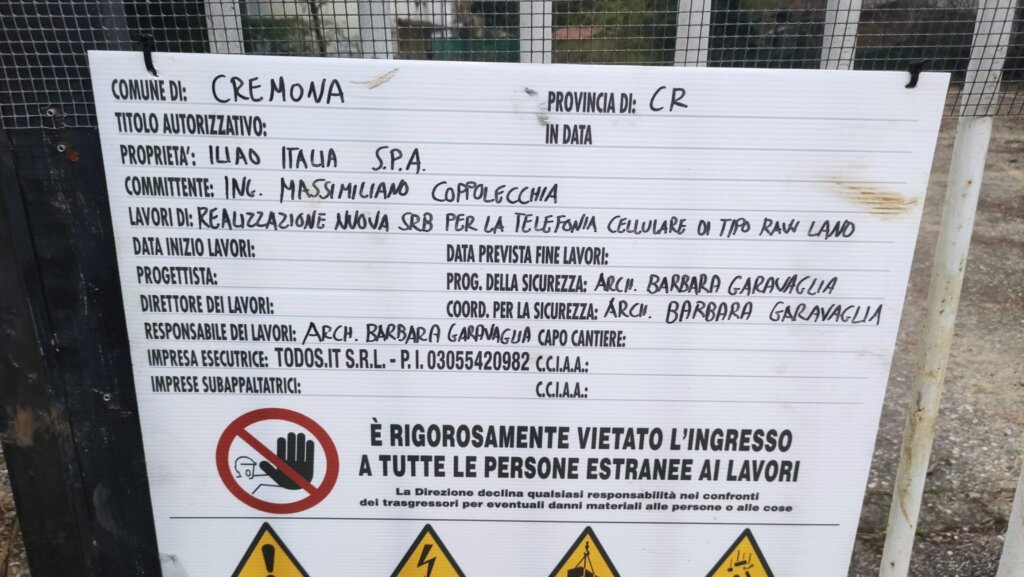 COMUNE DI: CREMONA PROVINCIA DI: CR
TITOLO AUTORIZZATIVO: IN DATA
PROPRIETA': ILIAD ITALIA S.P.A.
COMMITTENTE: ING. MASSIMILIANO COPPOLECCHIA
LAVORI DI: REALIZZAZIONE NUOVA SRB PER LA TELEFONIA CELLULARE DI TIPO RAW LAND
DATA INIZIO LAVORI: DATA PREVISTA FINE LAVORI:
PROGETTISTA: PROG. DELLA SICUREZZA: ARCH. BARBARA GARAVAGLIA
DIRETTORE DEI LAVORI: COORD. PER LA SICUREZZA: ARCH. BARBARA GARAVAGLIA
RESPONSABILE DEI LAVORI: ARCH. BARBARA GARAVAGLIA CAPO CANTIERE:
IMPRESA ESECUTRICE: TODOS.IT S.R.L. - P. I. 03055420982 C.C.I.A.A.:
IMPRESE SUBAPPALTATRICI: C.C.I.A.A.:
È RIGOROSAMENTE VIETATO L'INGRESSO
A TUTTE LE PERSONE ESTRANEE AI LAVORI
La Direzione declina qualsiasi responsabilità nei confronti
dei trasgressori per eventuali danni materiali alle persone o alle cose